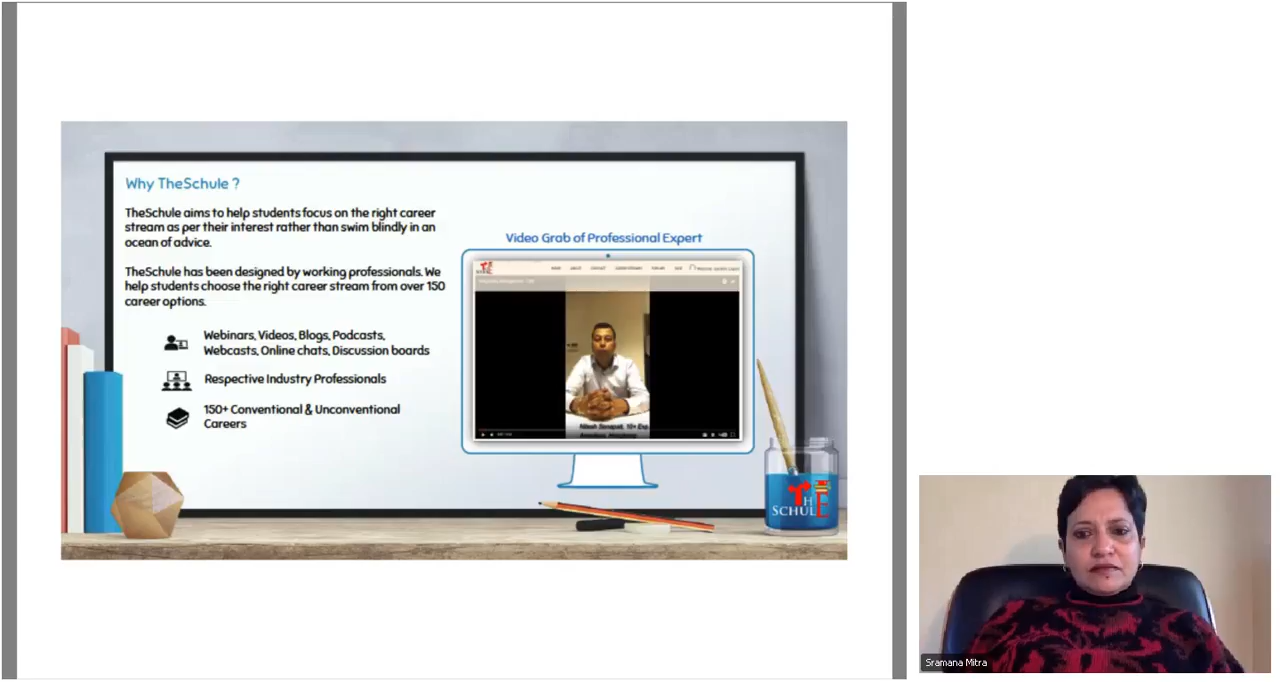 Why TheSchule ?
TheSchule aims to help students focus on the right career
stream as per their interest rather than swim blindly in an
ocean of advice.
TheSchule has been designed by working professionals. We
help students choose the right career stream from over 150
career options.
Webinars, Videos, Blogs, Podcasts,
Webcasts, Online chats, Discussion boards
Respective Industry Professionals
150+ Conventional & Unconventional
Careers
Video Grab of Professional Expert
HOME ABOUT CONTACT
THE
SCHULE
Sramana Mitra